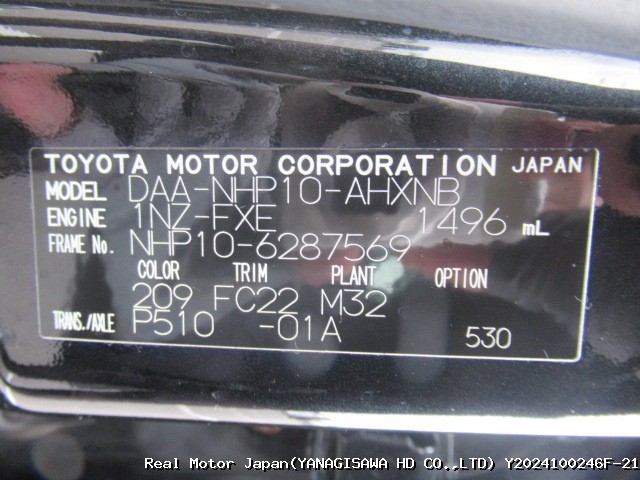 TOYOTA MOTOR CORPORATION JAPAN
MODEL DAA-NHP10-AHXNB
ENGINE 1NZ-FXE 1496 mL
FRAME No. NHP10-6287569
COLOR TRIM PLANT OPTION
209 FC22 M32
TRANS./AXLE P510 -01A 530
Real Motor Japan(YANAGISAWA HD CO.,LTD) Y2024100246F-21